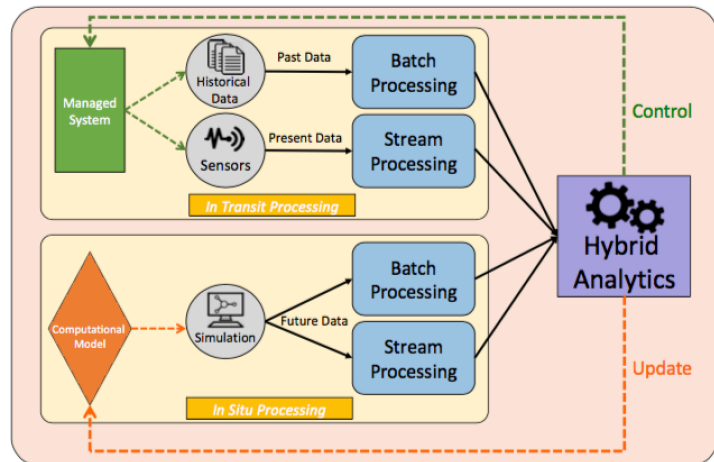 Managed
System
Historical
Data
Sensors
Past Data
Present Data
Batch
Processing
Stream
Processing
In Transit Processing
Control
Hybrid
Analytics
Computational
Model
Simulation
Future Data
Batch
Processing
Stream
Processing
In Situ Processing
Update